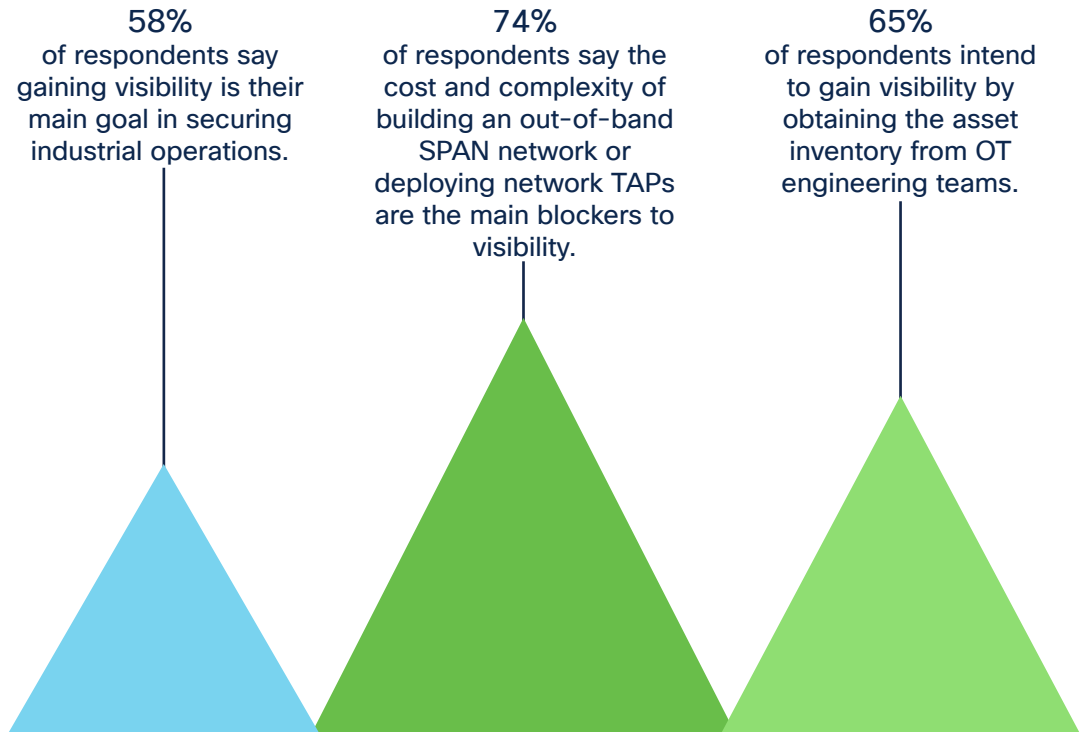 58%
of respondents say
gaining visibility is their
main goal in securing
industrial operations.
74%
of respondents say the
cost and complexity of
building an out-of-band
SPAN network or
deploying network TAPs
are the main blockers to
visibility.
65%
of respondents intend
to gain visibility by
obtaining the asset
inventory from OT
engineering teams.